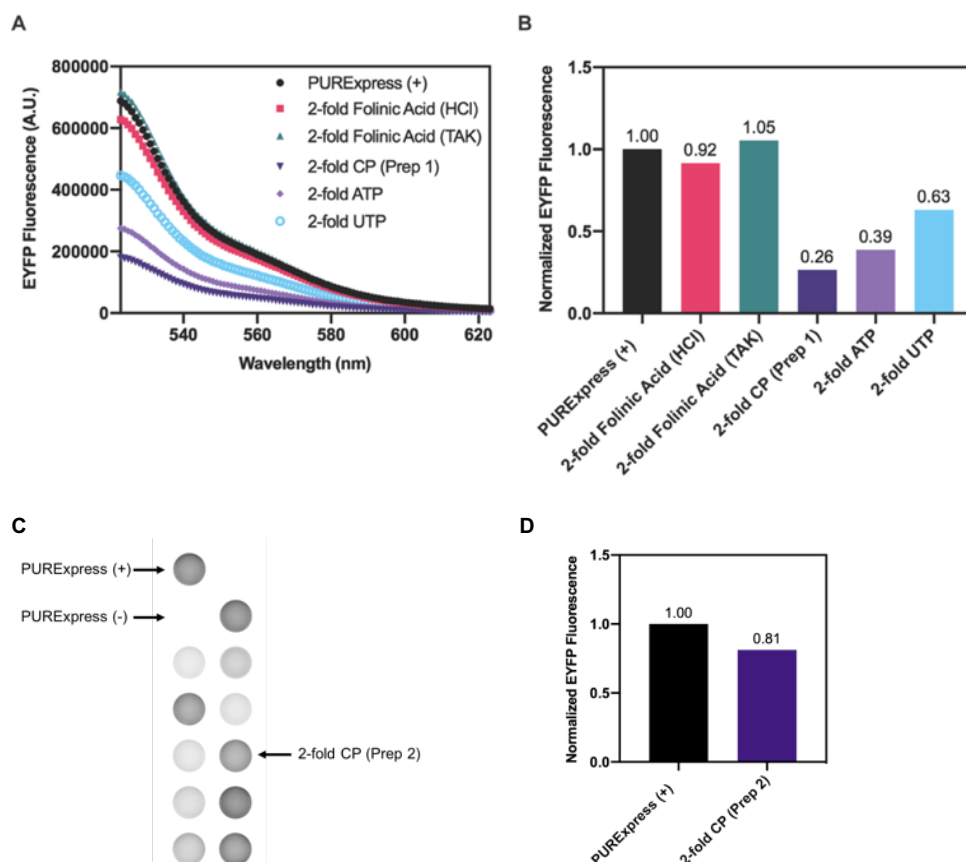 A
EYFP Fluorescence (A.U.)
800000
600000
400000
200000
0
540
560
580
600
620
Wavelength (nm)
PURExpress (+)
2-fold Folinic Acid (HCl)
2-fold Folinic Acid (TAK)
2-fold CP (Prep 1)
2-fold ATP
2-fold UTP
B
Normalized EYFP Fluorescence
1.5
1.0
0.5
0.0
1.00
0.92
1.05
0.26
0.39
0.63
PURExpress (+)
2-fold Folinic Acid (HCl)
2-fold Folinic Acid (TAK)
2-fold CP (Prep 1)
2-fold ATP
2-fold UTP
C
PURExpress (+)
PURExpress (-)
2-fold CP (Prep 2)
D
Normalized EYFP Fluorescence
1.5
1.0
0.5
0.0
1.00
0.81
PURExpress (+)
2-fold CP (Prep 2)